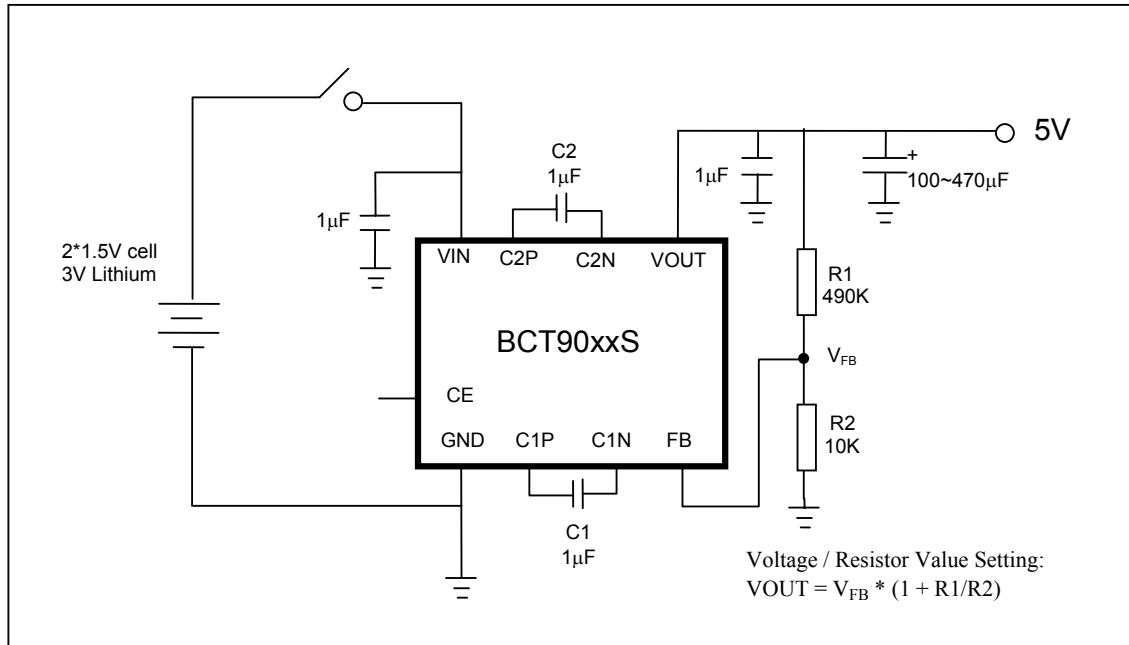 5V
C2
1µF
+
1µF
100~470µF
1µF
2*1.5V cell
3V Lithium
VIN
C2P
C2N
VOUT
R1
490K
BCT90xxS
VFB
CE
R2
10K
GND
C1P
C1N
FB
C1
1µF
Voltage / Resistor Value Setting:
VOUT = VFB * (1 + R1/R2)